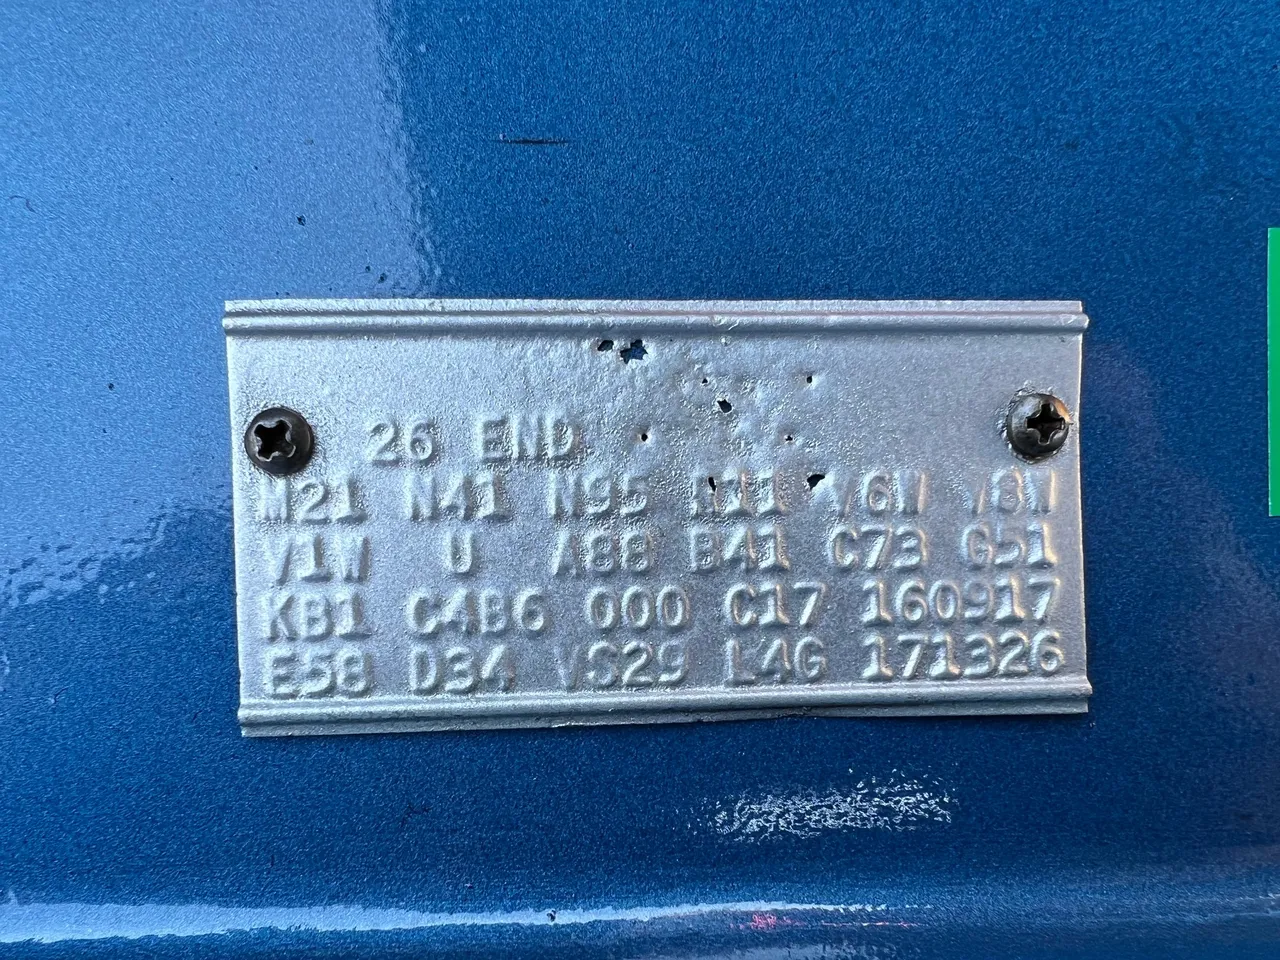 26 END
M21 N41 N95 R11 V6W V8W
V1W U A88 B41 C73 G51
KB1 C4B6 000 C17 160917
E58 D34 VS29 L4G 171326